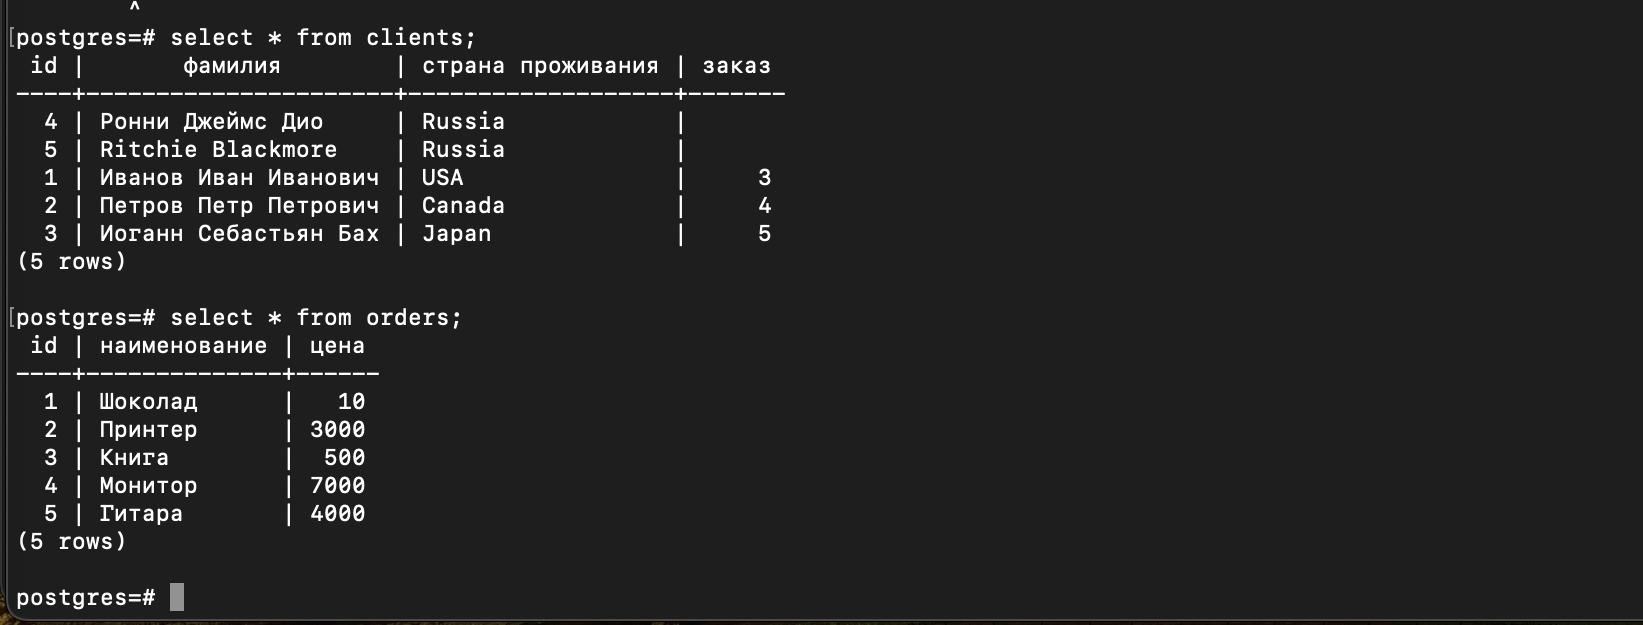 ^
[postgres=# select * from clients;
 id |       фамилия        | страна проживания | заказ
----+----------------------+-------------------+-------
  4 | Ронни Джеймс Дио     | Russia            |
  5 | Ritchie Blackmore    | Russia            |
  1 | Иванов Иван Иванович | USA               |     3
  2 | Петров Петр Петрович | Canada            |     4
  3 | Иоганн Себастьян Бах | Japan             |     5
(5 rows)
[postgres=# select * from orders;
 id | наименование | цена
----+--------------+------
  1 | Шоколад      |   10
  2 | Принтер      | 3000
  3 | Книга        |  500
  4 | Монитор      | 7000
  5 | Гитара       | 4000
(5 rows)
postgres=#